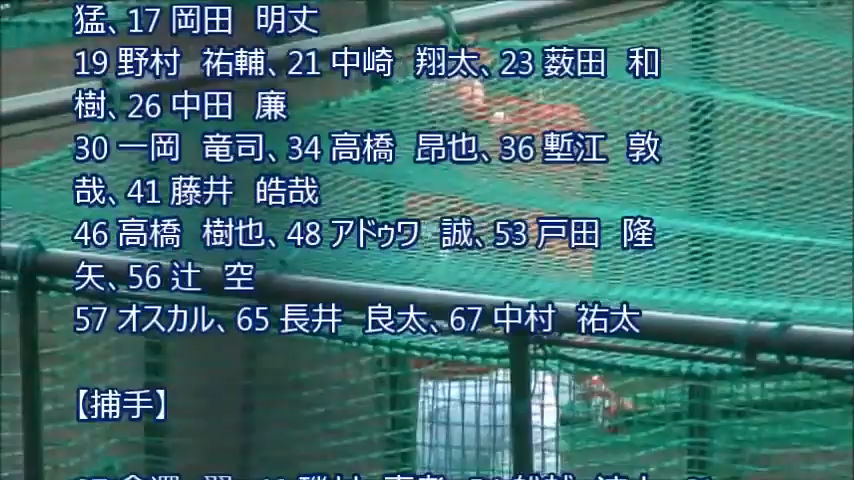 猛、17 岡田　明丈
19 野村　祐輔、21 中崎　翔太、23 薮田　和
樹、26 中田　廉
30 一岡　竜司、34 高橋　昂也、36 塹江　敦
哉、41 藤井　皓哉
46 高橋　樹也、48 アドゥワ　誠、53 戸田　隆
矢、56 辻　空
57 オスカル、65 長井　良太、67 中村　祐太
【捕手】